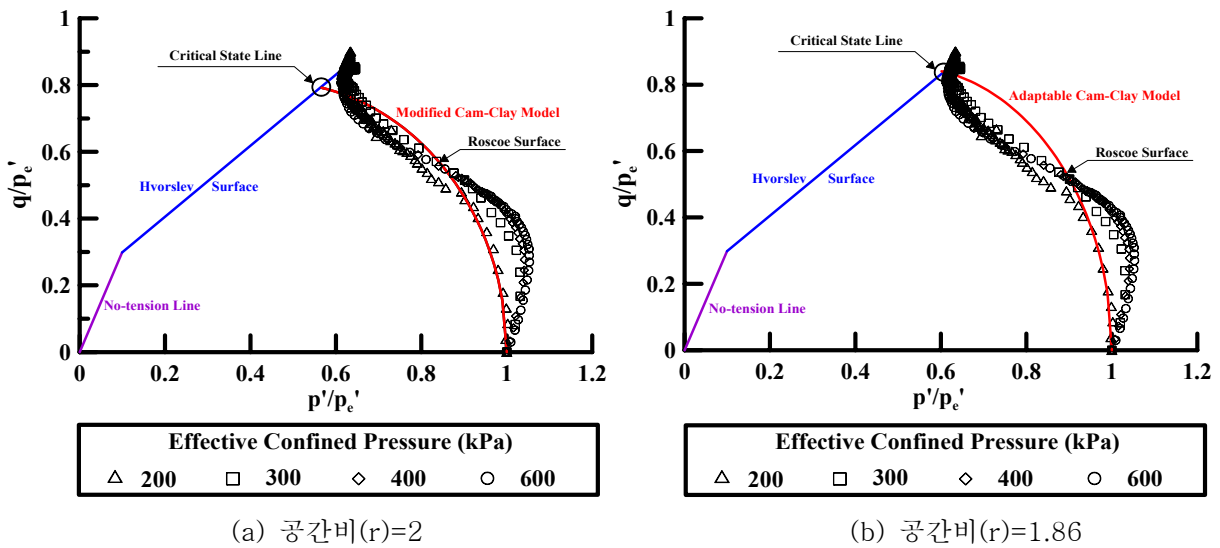 1
0.8
0.6
0.4
0.2
0
q/pe'
Critical State Line
Modified Cam-Clay Model
Roscoe Surface
Hvorslev Surface
No-tension Line
0 0.2 0.4 0.6 0.8 1 1.2
p'/pe'
Effective Confined Pressure (kPa)
△ 200 □ 300 ◇ 400 ○ 600
(a) 공간비(r)=2
1
0.8
0.6
0.4
0.2
0
q/pe'
Critical State Line
Adaptable Cam-Clay Model
Roscoe Surface
Hvorslev Surface
No-tension Line
0 0.2 0.4 0.6 0.8 1 1.2
p'/pe'
Effective Confined Pressure (kPa)
△ 200 □ 300 ◇ 400 ○ 600
(b) 공간비(r)=1.86